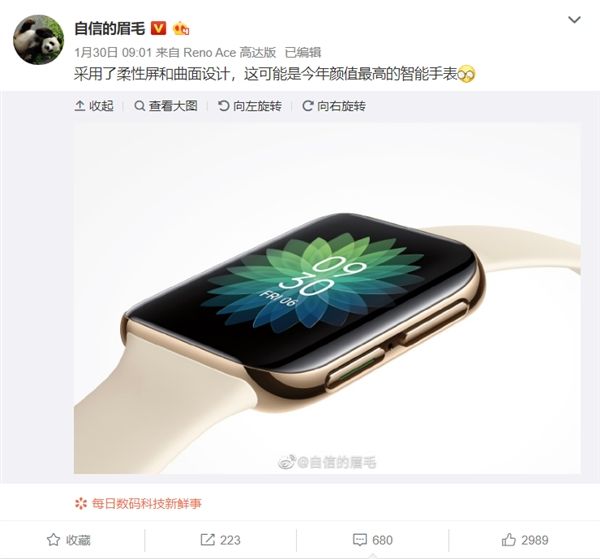 自信的眉毛
1月30日 09:01 来自 Reno Ace 高达版 已编辑
采用了柔性屏和曲面设计，这可能是今年颜值最高的智能手表
收起 查看大图 向左旋转 向右旋转
09
30
FRI 06
@自信的眉毛
每日数码科技新鲜事
收藏 223 680 2989